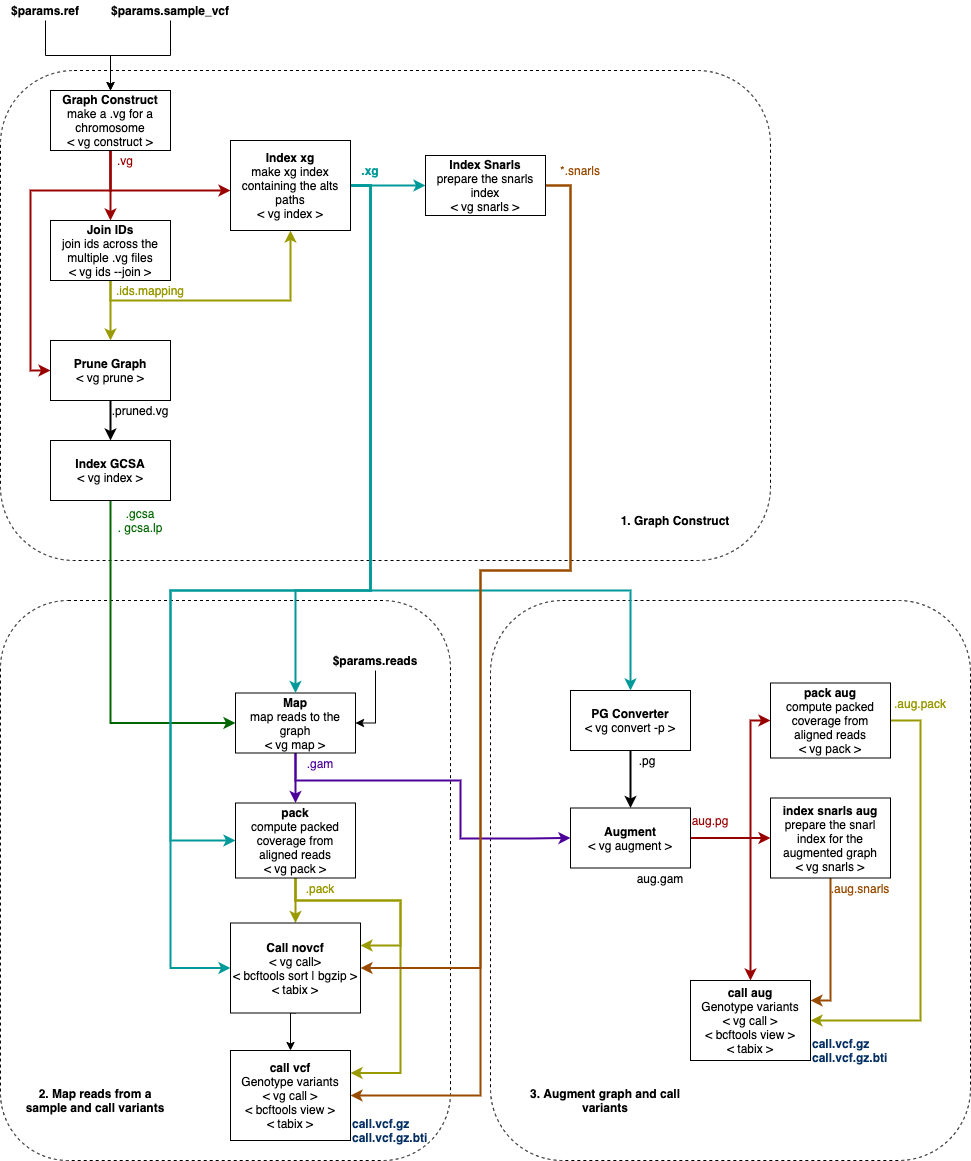 $params.ref
$params.sample_vcf
Graph Construct
make a .vg for a
chromosome
< vg construct >
.vg
Index xg
make xg index
containing the alts
paths
< vg index >
.xg
Index Snarls
prepare the snarls
index
< vg snarls >
*.snarls
Join IDs
join ids across the
multiple .vg files
< vg ids --join >
.ids.mapping
Prune Graph
< vg prune >
.pruned.vg
Index GCSA
< vg index >
.gcsa
. gcsa.lp
1. Graph Construct
$params.reads
Map
map reads to the
graph
< vg map >
.gam
pack
compute packed
coverage from
aligned reads
< vg pack >
.pack
Call novcf
< vg call>
< bcftools sort | bgzip >
< tabix >
call vcf
Genotype variants
< vg call >
< bcftools view >
< tabix >
call.vcf.gz
call.vcf.gz.bti
2. Map reads from a
sample and call variants
PG Converter
< vg convert -p >
.pg
Augment
< vg augment >
aug.pg
aug.gam
pack aug
compute packed
coverage from
aligned reads
< vg pack >
.aug.pack
index snarls aug
prepare the snarl
index for the
augmented graph
< vg snarls >
.aug.snarls
call aug
Genotype variants
< vg call >
< bcftools view >
< tabix >
call.vcf.gz
call.vcf.gz.bti
3. Augment graph and call
variants